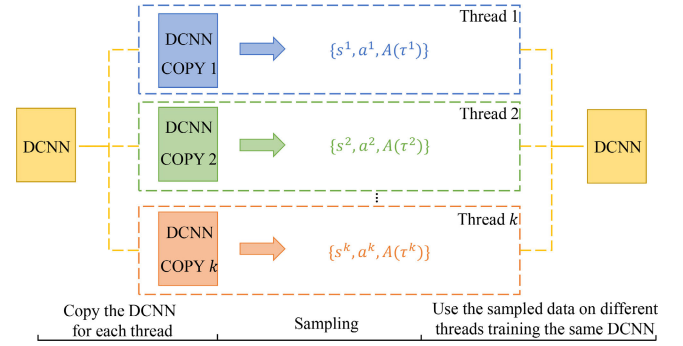 Thread 1
DCNN
COPY 1
{s¹, a¹, A(τ¹)}
Thread 2
DCNN
COPY 2
{s², a², A(τ²)}
DCNN
DCNN
⋮
Thread k
DCNN
COPY k
{sᵏ, aᵏ, A(τᵏ)}
Copy the DCNN
for each thread
Sampling
Use the sampled data on different
threads training the same DCNN